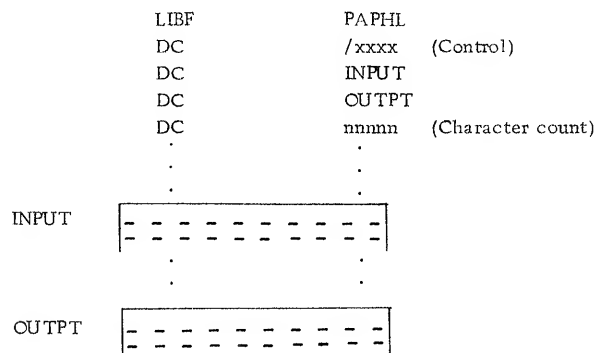 LIBF PAPHL
DC /xxxx (Control)
DC INPUT
DC OUTPT
DC nnnnn (Character count)
. .
. .
. .
INPUT
. .
. .
OUTPT